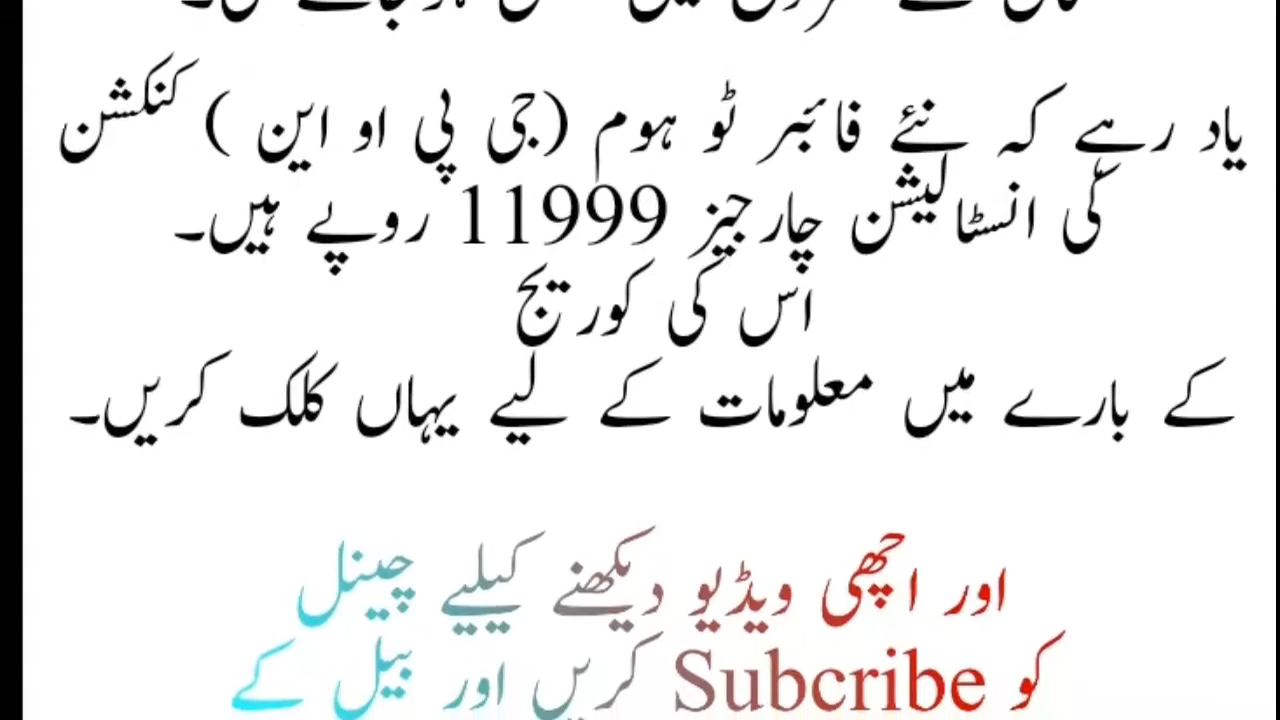 یاد رہے کہ نئے فائبر ٹو ہوم (جی پی او این ) کنکشن
کی انسٹالیشن چارجیز 11999 روپے ہیں۔
اس کی کوریج
کے بارے میں معلومات کے لیے یہاں کلک کریں۔
اور اچھی ویڈیو دیکھنے کیلیے چینل
کو Subcribe کریں اور بیل کے